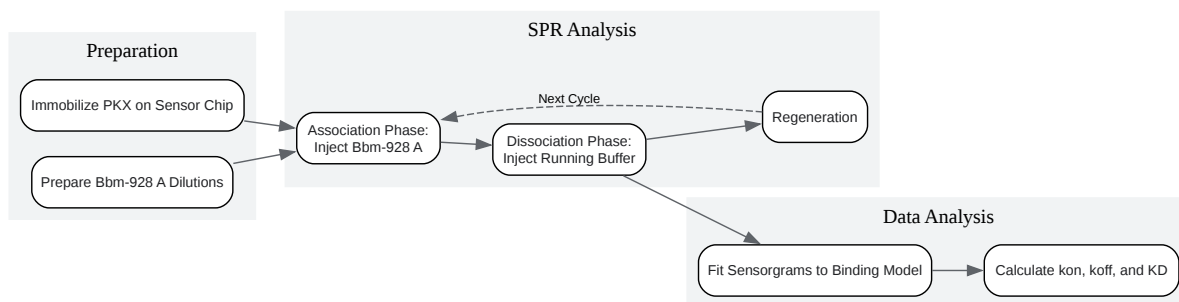 Preparation
Immobilize PKX on Sensor Chip
Prepare Bbm-928 A Dilutions
SPR Analysis
Association Phase:
Inject Bbm-928 A
Next Cycle
Dissociation Phase:
Inject Running Buffer
Regeneration
Data Analysis
Fit Sensorgrams to Binding Model
Calculate kon, koff, and KD